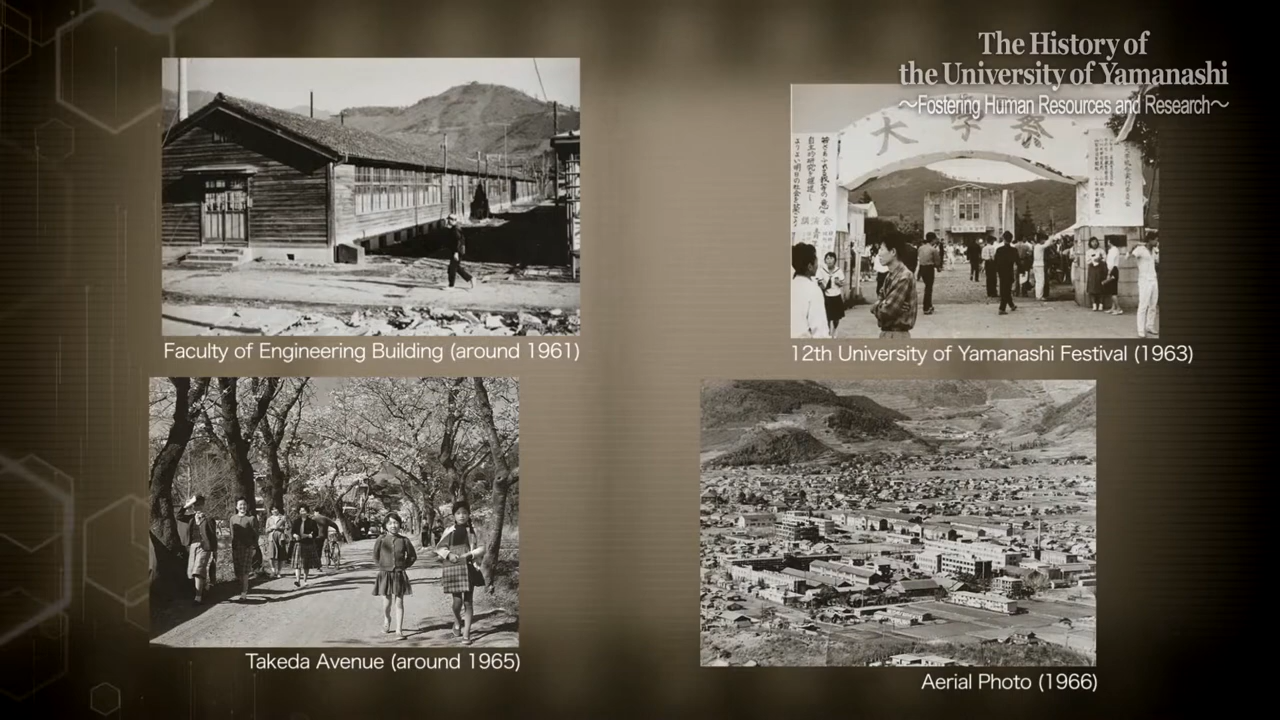 The History of
the University of Yamanashi
～Fostering Human Resources and Research～
大学祭
Faculty of Engineering Building (around 1961)
12th University of Yamanashi Festival (1963)
Takeda Avenue (around 1965)
Aerial Photo (1966)